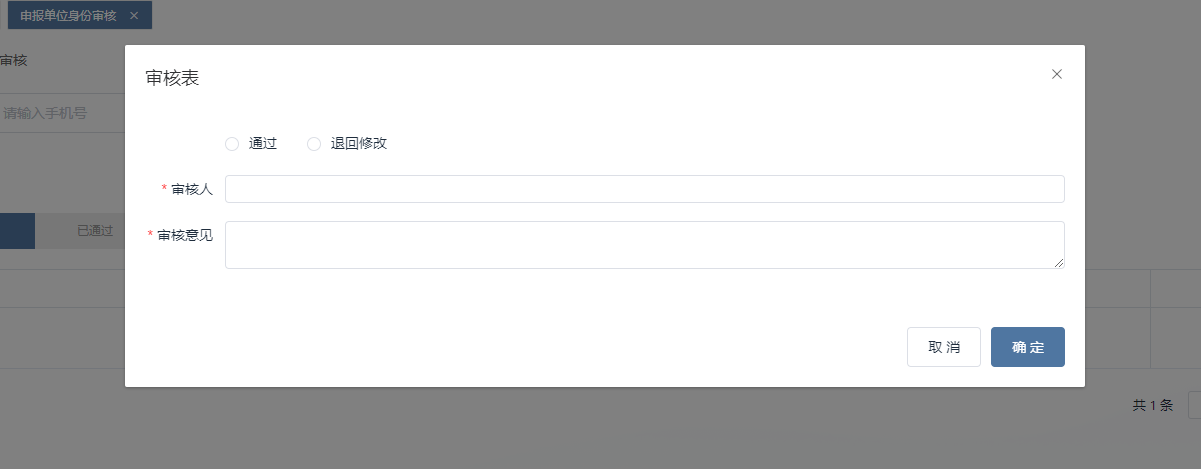 申报单位身份审核
审核
请输入手机号
审核表
通过 退回修改
* 审核人
* 审核意见
已通过
取 消 确 定
共 1 条